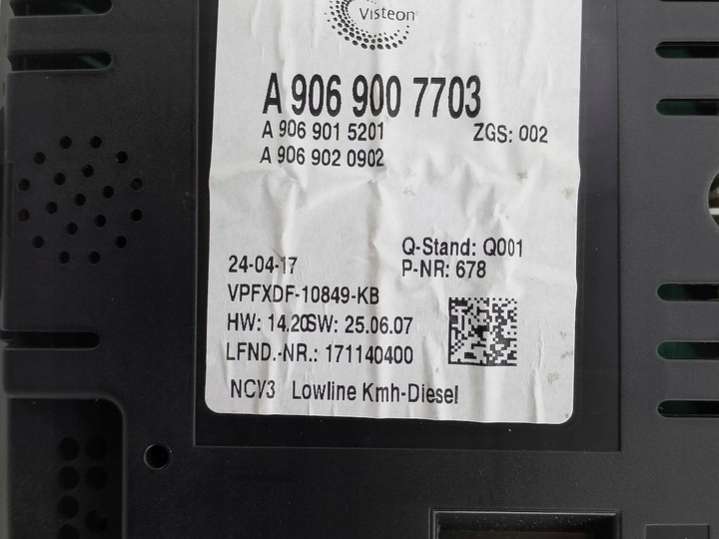 Visteon
A 906 900 7703
A 906 901 5201 ZGS: 002
A 906 902 0902
Q-Stand: Q001
24-04-17 P-NR: 678
VPFXDF-10849-KB
HW: 14.20SW: 25.06.07
LFND.-NR.: 171140400
NCV3 Lowline Kmh-Diesel